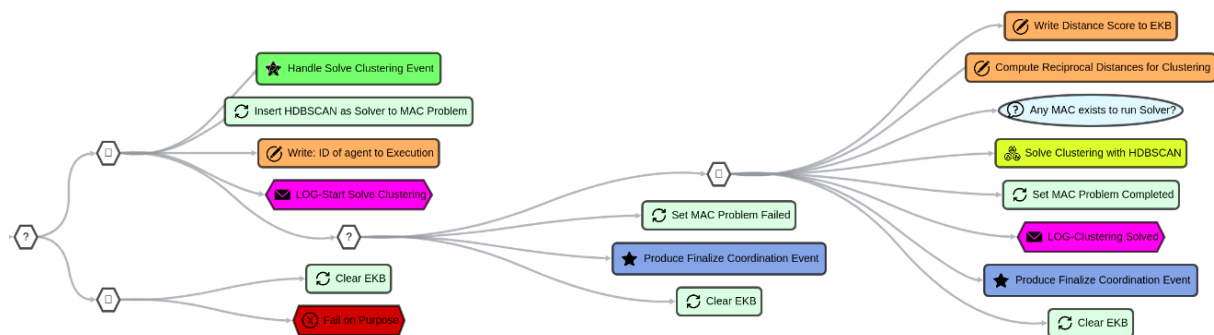 Write Distance Score to EKB
Handle Solve Clustering Event
Compute Reciprocal Distances for Clustering
Insert HDBSCAN as Solver to MAC Problem
Any MAC exists to run Solver?
Write: ID of agent to Execution
Solve Clustering with HDBSCAN
LOG-Start Solve Clustering
Set MAC Problem Completed
Set MAC Problem Failed
?
?
LOG-Clustering Solved
Produce Finalize Coordination Event
Clear EKB
Produce Finalize Coordination Event
Clear EKB
Fail on Purpose
Clear EKB